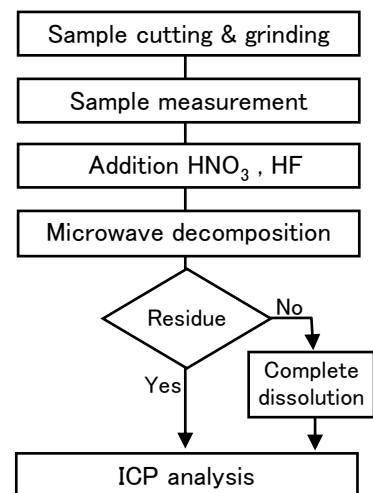 Sample cutting & grinding
Sample measurement
Addition HNO₃ , HF
Microwave decomposition
Residue
No
Yes
Complete
dissolution
ICP analysis